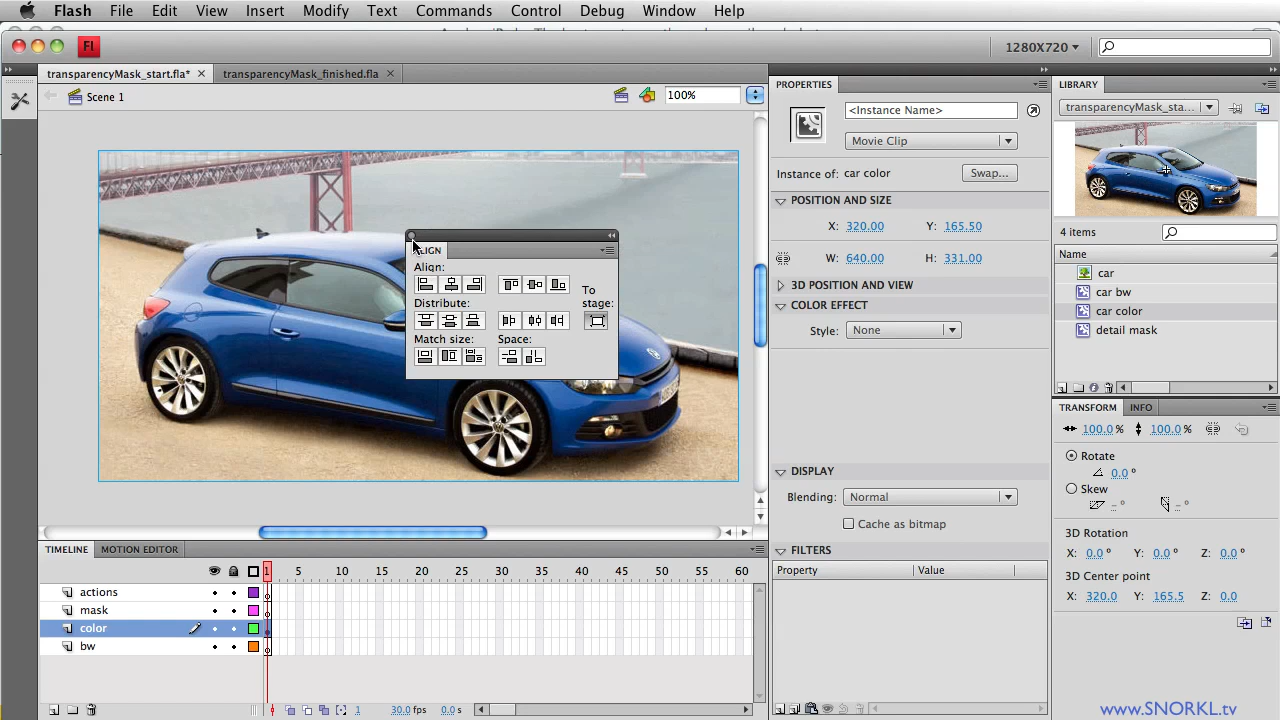 Flash File Edit View Insert Modify Text Commands Control Debug Window Help
Fl
1280X720
transparencyMask_start.fla* transparencyMask_finished.fla
Scene 1
100%
ALIGN
Align:
To
stage:
Distribute:
Match size:
Space:
PROPERTIES
<Instance Name>
Movie Clip
Instance of: car color
Swap...
POSITION AND SIZE
X: 320.00 Y: 165.50
W: 640.00 H: 331.00
3D POSITION AND VIEW
COLOR EFFECT
Style: None
DISPLAY
Blending: Normal
Cache as bitmap
FILTERS
Property Value
LIBRARY
transparencyMask_sta...
4 items
Name
car
car bw
car color
detail mask
TRANSFORM INFO
100.0 % 100.0 %
Rotate
0.0 °
Skew
3D Rotation
X: 0.0 ° Y: 0.0 ° Z: 0.0 °
3D Center point
X: 320.0 Y: 165.5 Z: 0.0
TIMELINE MOTION EDITOR
1 5 10 15 20 25 30 35 40 45 50 55 60
actions
mask
color
bw
1 30.0 fps 0.0 s
www.SNORKL.tv